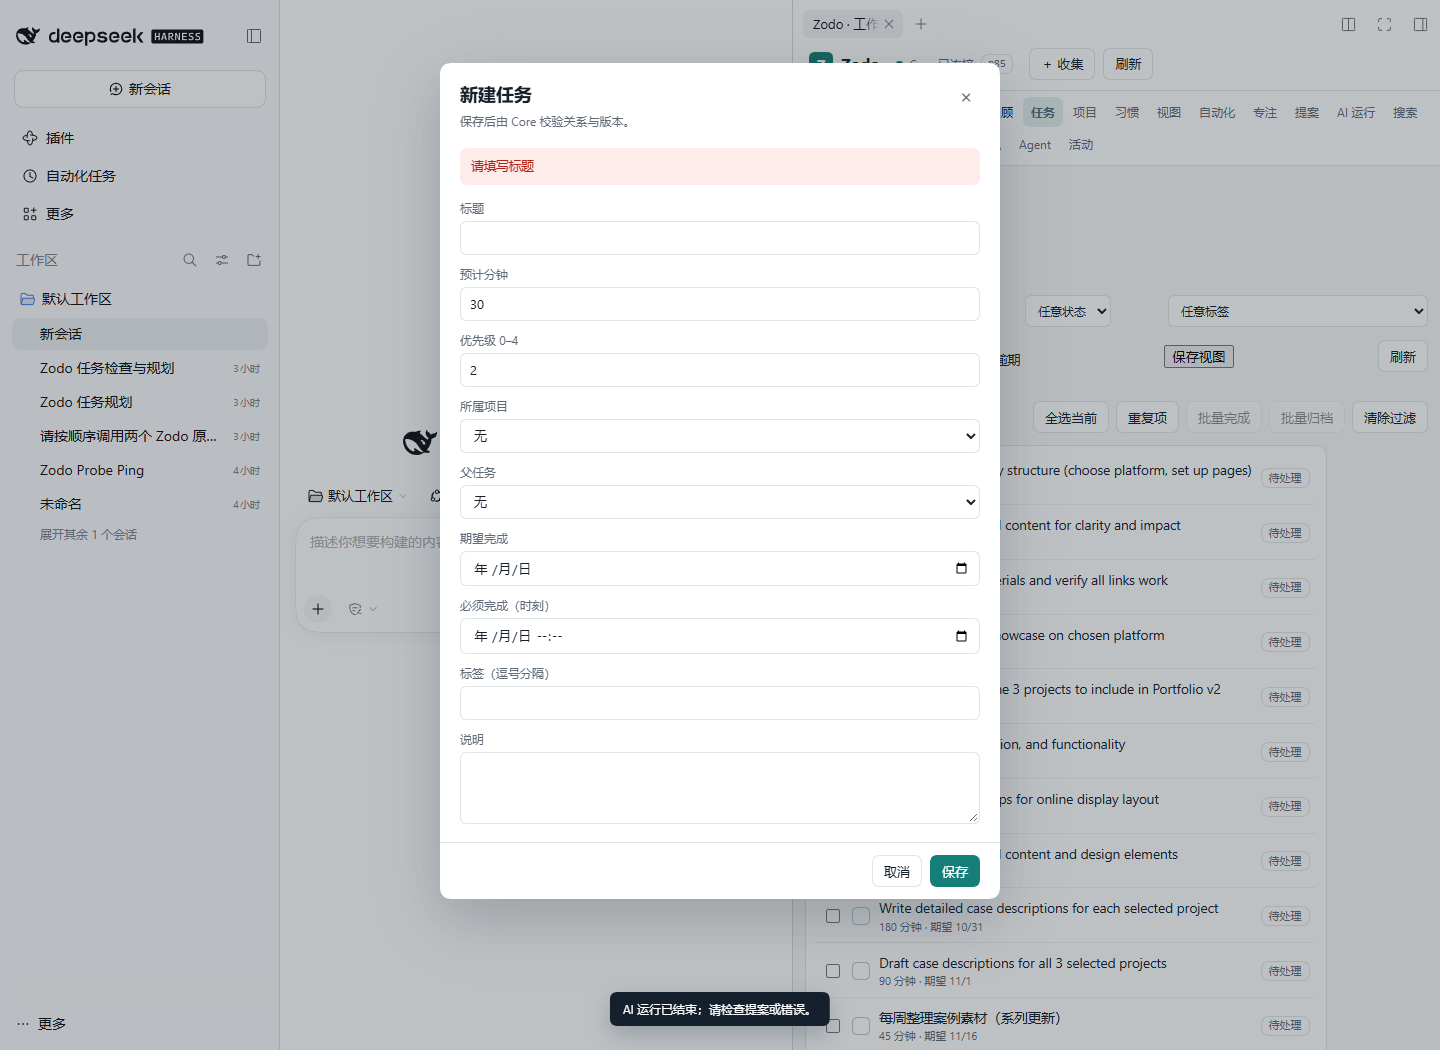 deepseek HARNESS
新会话
插件
自动化任务
更多
工作区
默认工作区
新会话
Zodo 任务检查与规划 3 小时
Zodo 任务规划 3 小时
请按顺序调用两个 Zodo 原... 3 小时
Zodo Probe Ping 4 小时
未命名 4 小时
展开其余 1 个会话
更多
默认工作区
描述你想要构建的内容
Zodo · 工作
+ 收集
刷新
顾 任务 项目 习惯 视图 自动化 专注 提案 AI 运行 搜索
Agent 活动
任意状态
任意标签
逾期
保存视图
刷新
全选当前 重复项 批量完成 批量归档 清除过滤
y structure (choose platform, set up pages) 待处理
content for clarity and impact 待处理
rials and verify all links work 待处理
owcase on chosen platform 待处理
ne 3 projects to include in Portfolio v2 待处理
ion, and functionality 待处理
ps for online display layout 待处理
content and design elements 待处理
Write detailed case descriptions for each selected project 待处理
180 分钟 · 期望 10/31
Draft case descriptions for all 3 selected projects 待处理
90 分钟 · 期望 11/1
每周整理案例素材（系列更新） 待处理
45 分钟 · 期望 11/16
新建任务
保存后由 Core 校验关系与版本。
请填写标题
标题
预计分钟
30
优先级 0–4
2
所属项目
无
父任务
无
期望完成
年 /月/日
必须完成（时刻）
年 /月/日 --:--
标签（逗号分隔）
说明
取消
保存
AI 运行已结束；请检查提案或错误。